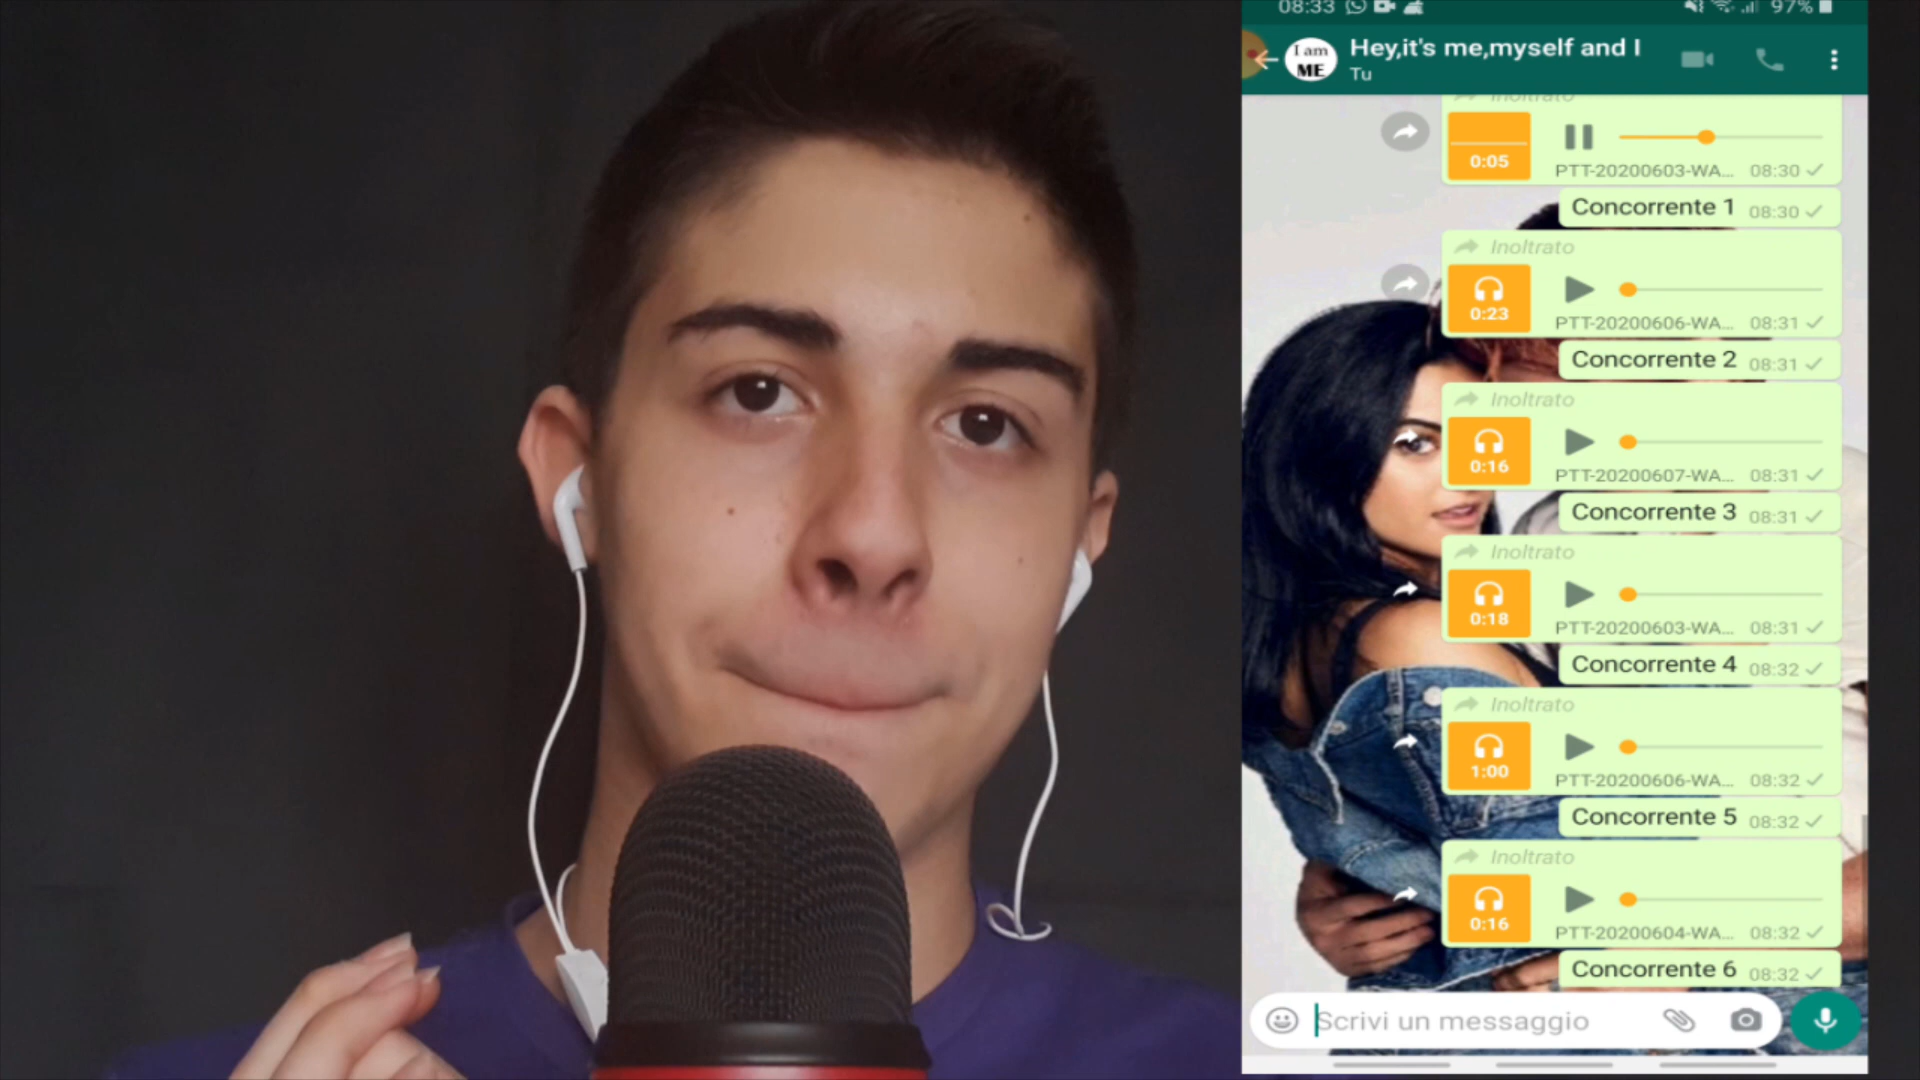 08:33
97%
I am
ME
Hey,it's me,myself and I
Tu
Inoltrato
0:05
PTT-20200603-WA...
08:30
Concorrente 1
08:30
Inoltrato
0:23
PTT-20200606-WA...
08:31
Concorrente 2
08:31
Inoltrato
0:16
PTT-20200607-WA...
08:31
Concorrente 3
08:31
Inoltrato
0:18
PTT-20200603-WA...
08:31
Concorrente 4
08:32
Inoltrato
1:00
PTT-20200606-WA...
08:32
Concorrente 5
08:32
Inoltrato
0:16
PTT-20200604-WA...
08:32
Concorrente 6
08:32
Scrivi un messaggio